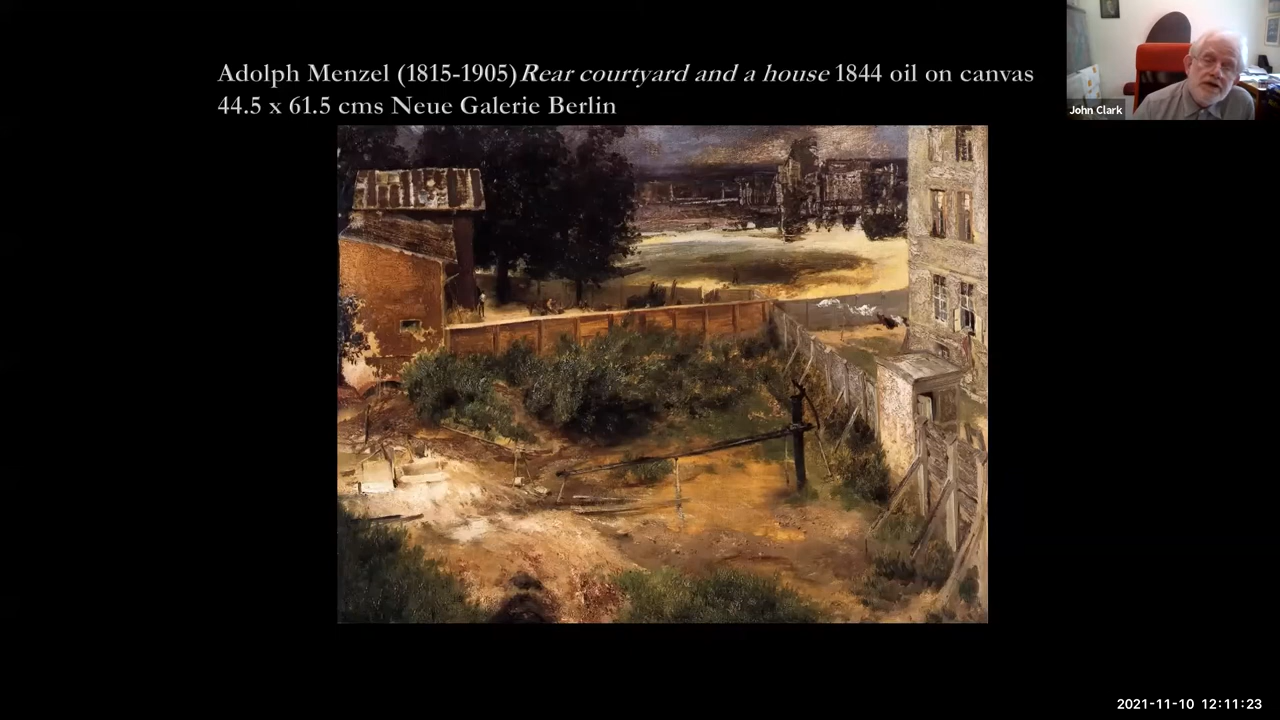 Adolph Menzel (1815-1905) Rear courtyard and a house 1844 oil on canvas
44.5 x 61.5 cms Neue Galerie Berlin
John Clark
2021-11-10 12:11:23